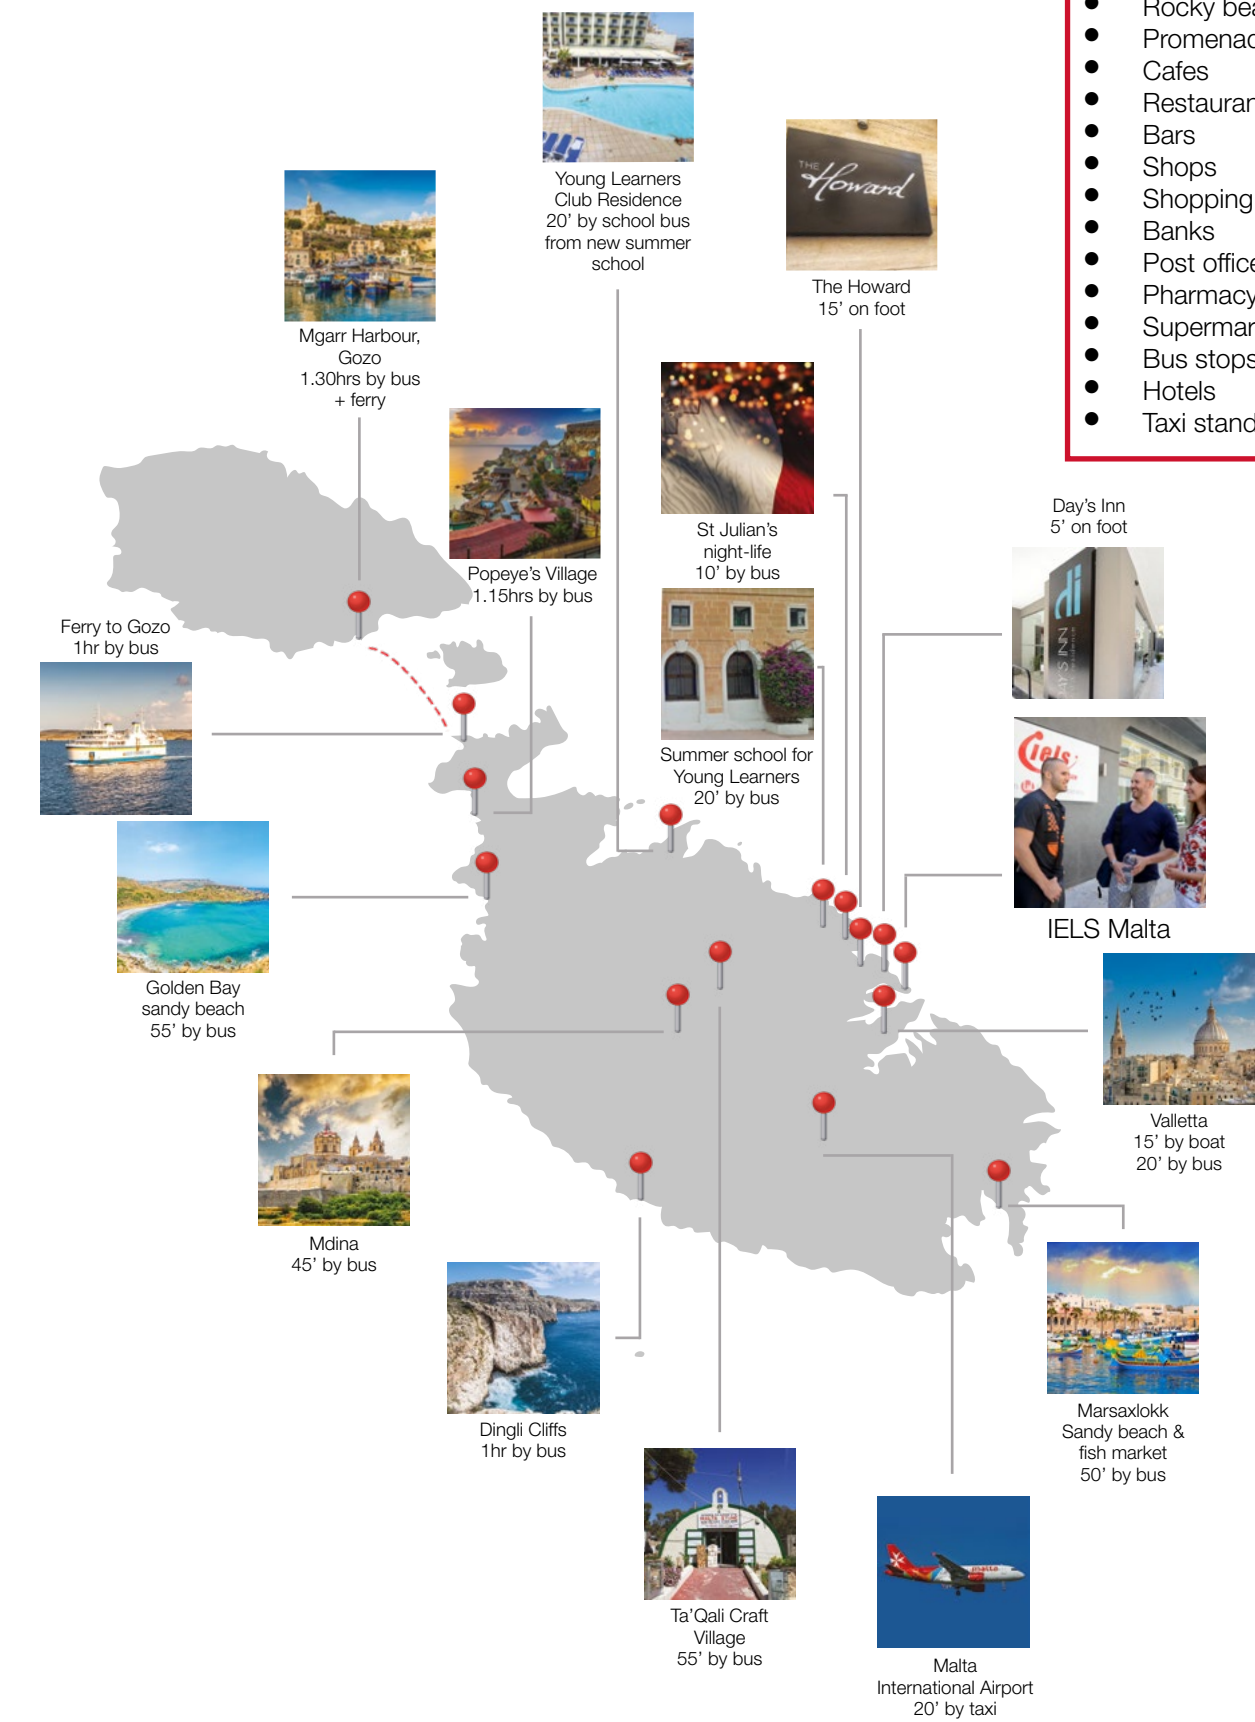 Rocky
Promenad
Cafes
Restauran
Bars
Shops
Shopping
Banks
Post office
Pharmacy
Supermar
Bus stops
Hotels
Taxi stand
Young Learners
Club Residence
20’ by school bus
from new summer
school
THE
Howard
The Howard
15’ on foot
Mgarr Harbour,
Gozo
1.30hrs by bus
+ ferry
Popeye’s Village
1.15hrs by bus
St Julian’s
night-life
10’ by bus
Day’s Inn
5’ on foot
di
Ferry to Gozo
1hr by bus
Summer school for
Young Learners
20’ by bus
iels
IELS Malta
Golden Bay
sandy beach
55’ by bus
Valletta
15’ by boat
20’ by bus
Mdina
45’ by bus
Dingli Cliffs
1hr by bus
Marsaxlokk
Sandy beach &
fish market
50’ by bus
Ta’Qali Craft
Village
55’ by bus
malta
Malta
International Airport
20’ by taxi